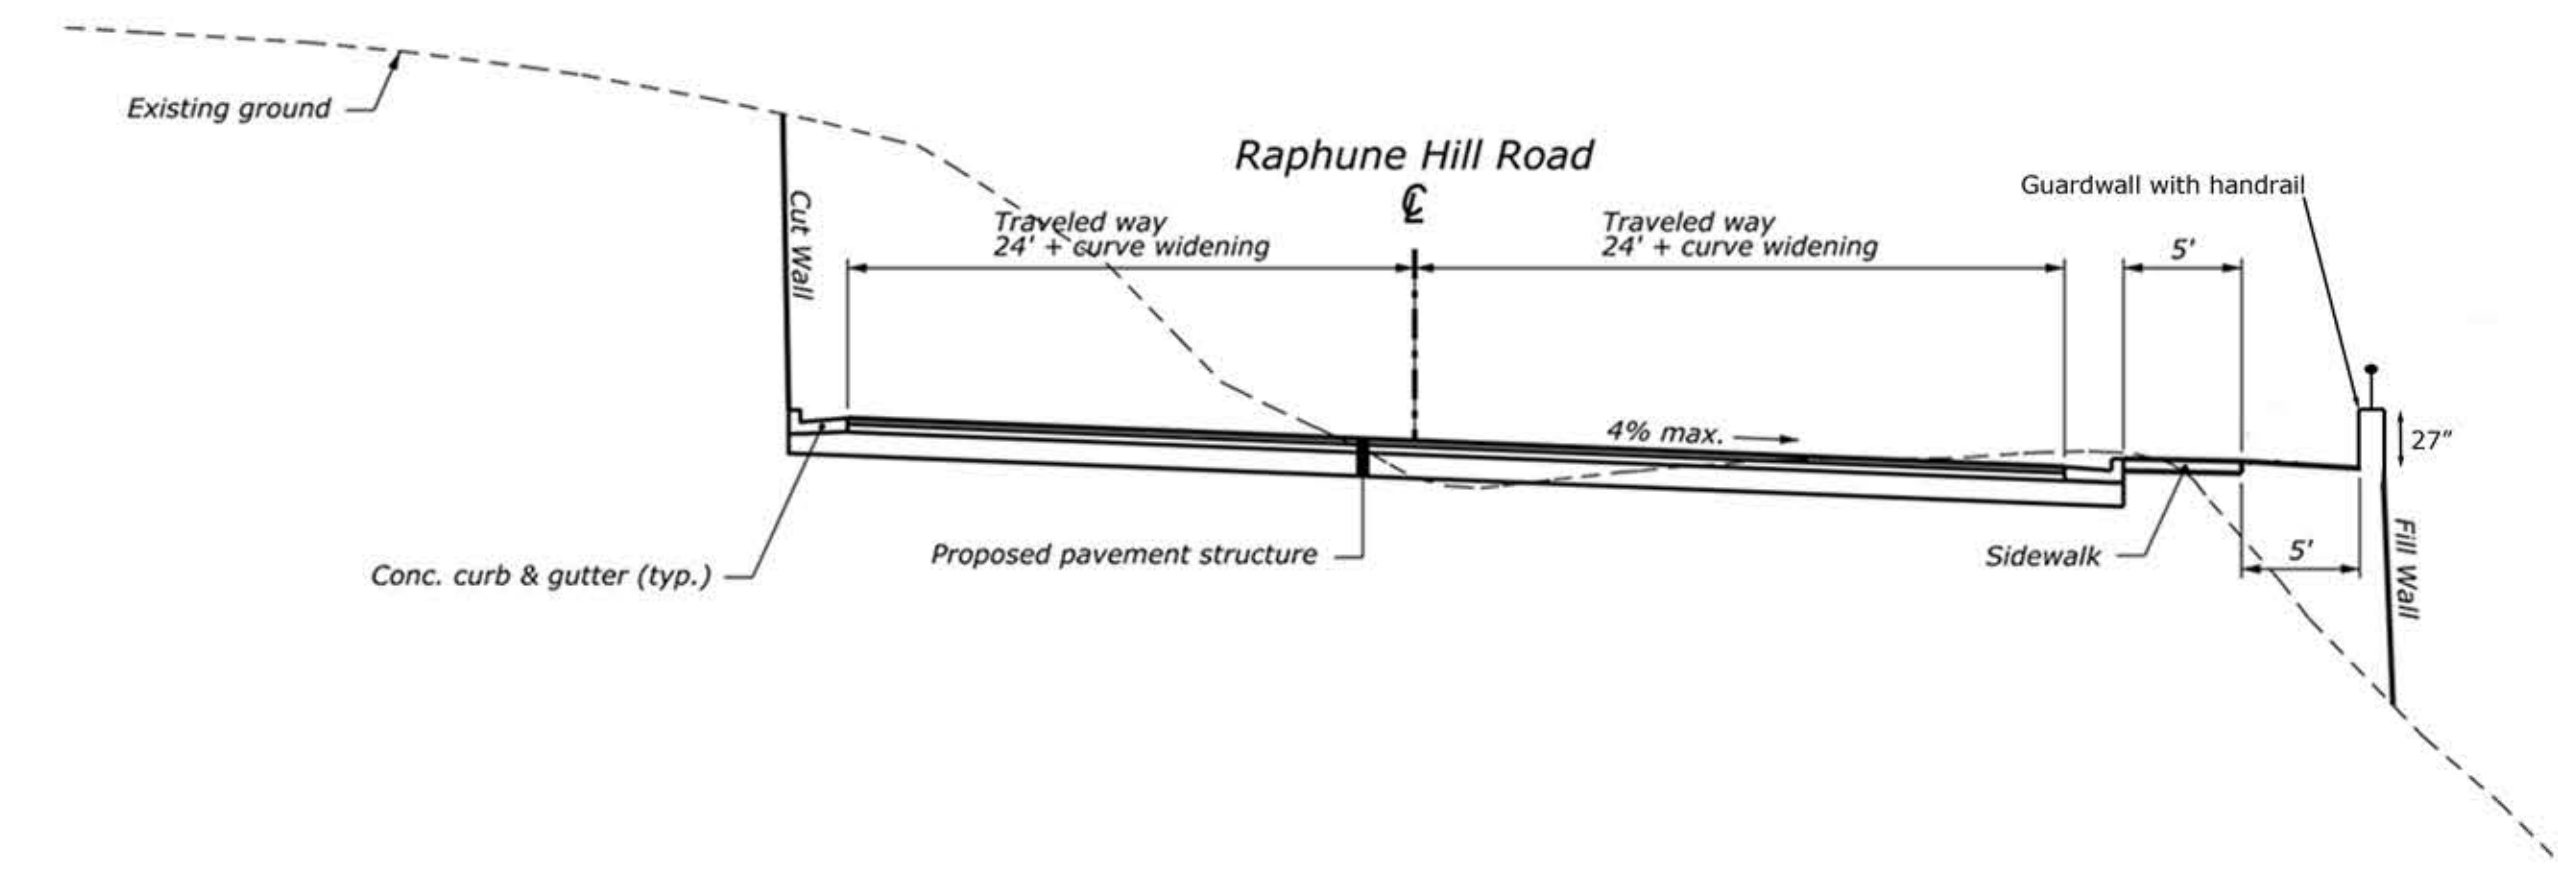 Existing ground
Raphune Hill Road
℄
Guardwall with handrail
Cut Wall
Traveled way
24' + curve widening
Traveled way
24' + curve widening
5'
4% max.
27"
Conc. curb & gutter (typ.)
Proposed pavement structure
Sidewalk
5'
Fill Wall